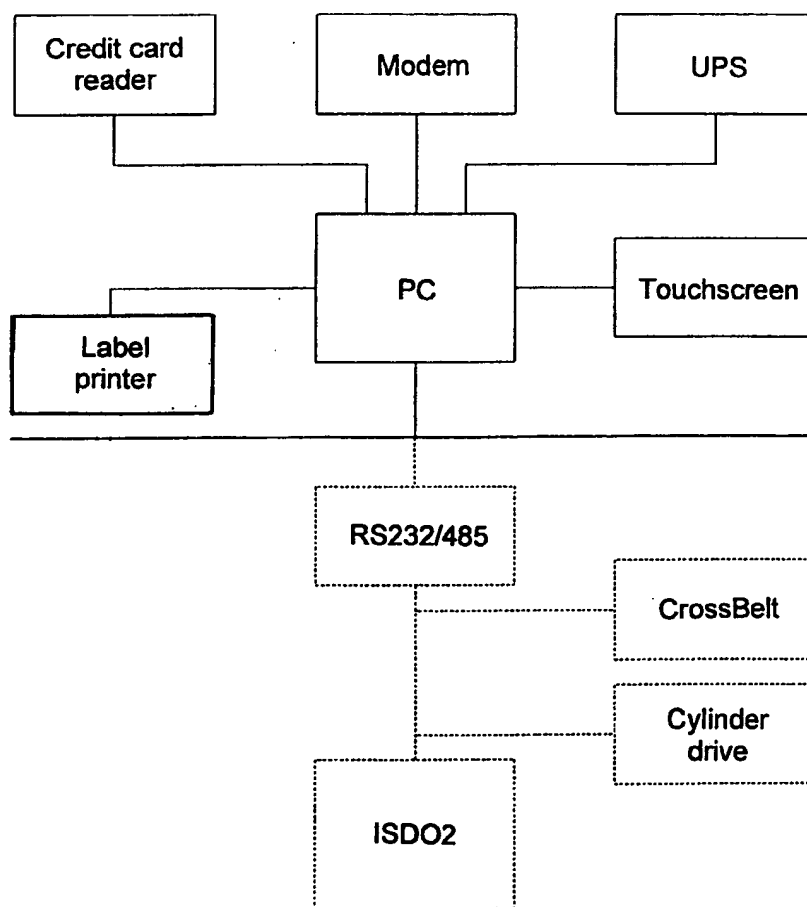 Credit card
reader
Modem
UPS
PC
Touchscreen
Label
printer
RS232/485
CrossBelt
Cylinder
drive
ISDO2